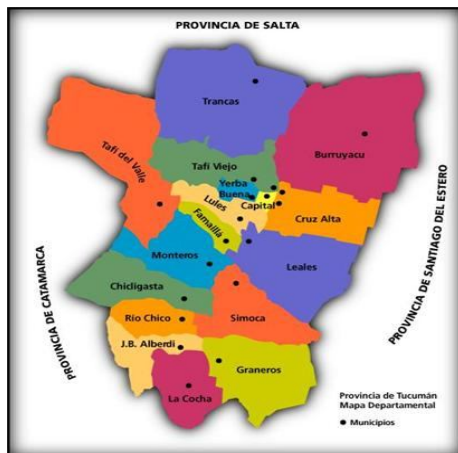 PROVINCIA DE SALTA
Trancas
Burruyacu
Tafí del Valle
Tafí Viejo
Yerba
Buena
Lules
Capital
Cruz Alta
Famaillá
Monteros
Leales
Chicligasta
Río Chico
Simoca
J.B. Alberdi
Graneros
La Cocha
PROVINCIA DE CATAMARCA
PROVINCIA DE SANTIAGO DEL ESTERO
Provincia de Tucumán
Mapa Departamental
Municipios